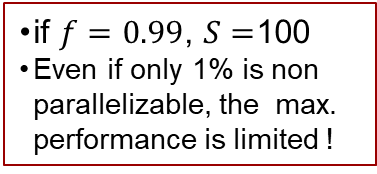 •if f = 0.99, S =100
•Even if only 1% is non
parallelizable, the max.
performance is limited !